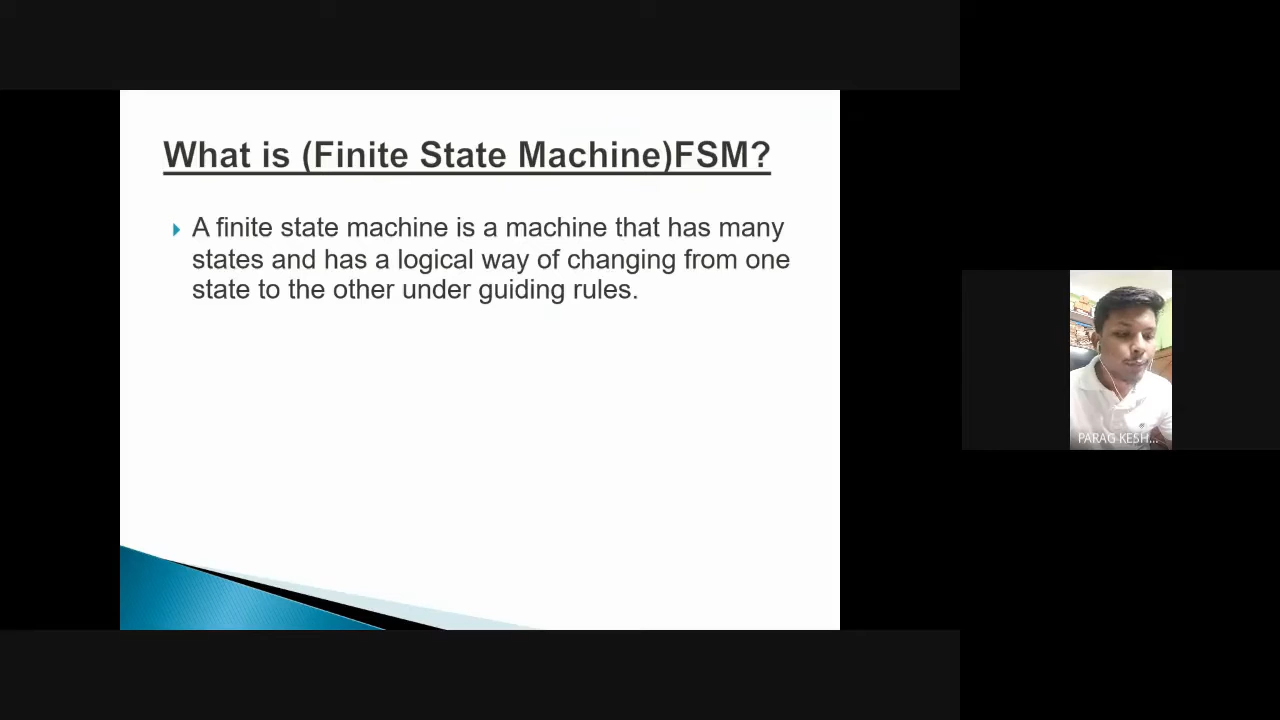 What is (Finite State Machine)FSM?
A finite state machine is a machine that has many
states and has a logical way of changing from one
state to the other under guiding rules.
PARAG KESH...